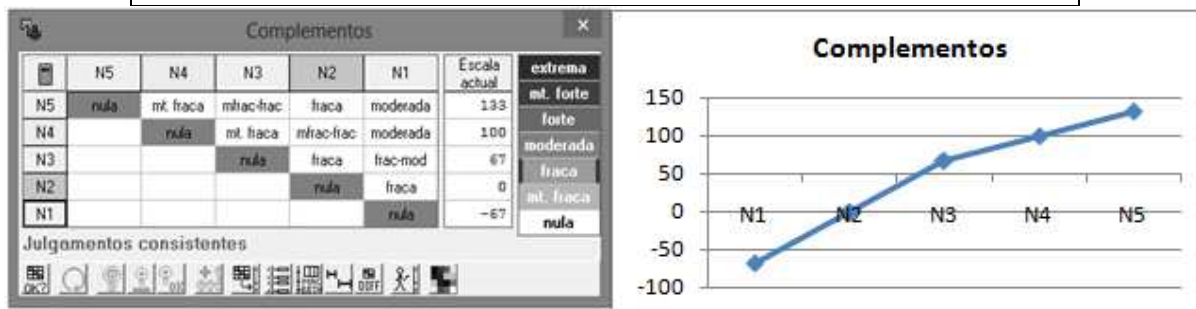 Complementos
N5 N4 N3 N2 N1 Escala actual
N5 nula mt. fraca mfrac-frac fraca moderada 133
N4 nula mt. fraca mfrac-frac moderada 100
N3 nula fraca frac-mod 67
N2 nula fraca 0
N1 nula -67
extrema
mt. forte
forte
moderada
fraca
mt. fraca
nula
Julgamentos consistentes
OK?
DIFF
Complementos
150
100
50
0
-50
-100
N1 N2 N3 N4 N5